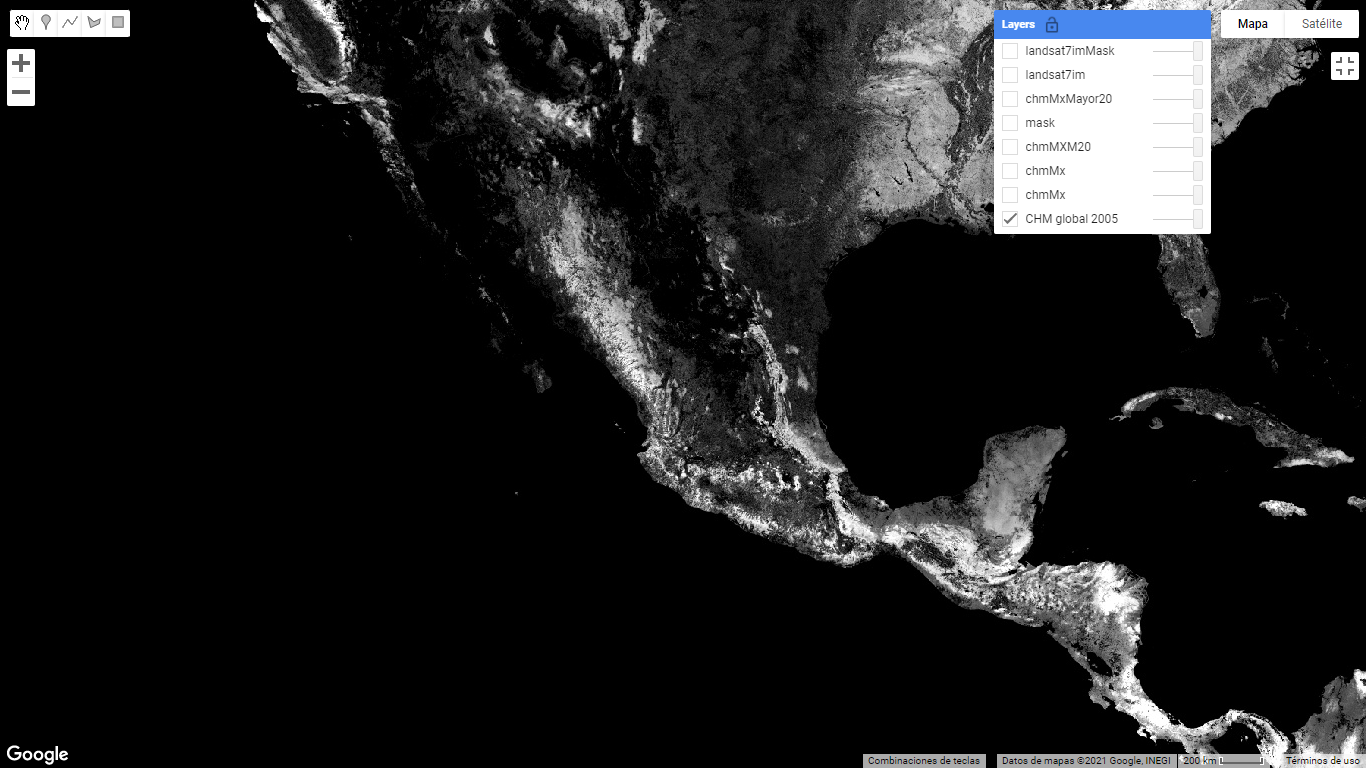 Layers
landsat7imMask
landsat7im
chmMxMayor20
mask
chmMXM20
chmMx
chmMx
CHM global 2005
Mapa
Satélite
Google
Combinaciones de teclas
Datos de mapas ©2021 Google, INEGI
200 km
Términos de uso